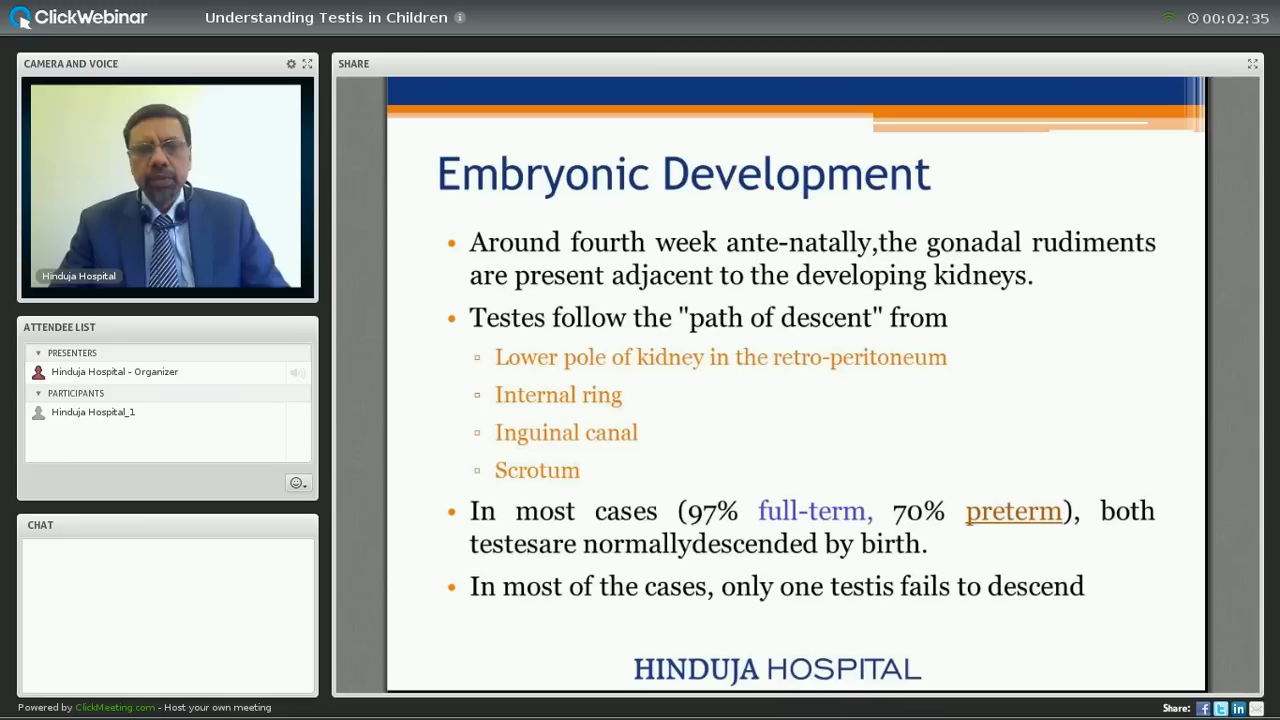 ClickWebinar
Understanding Testis in Children
00:02:35
CAMERA AND VOICE
Hinduja Hospital
ATTENDEE LIST
PRESENTERS
Hinduja Hospital - Organizer
PARTICIPANTS
Hinduja Hospital_1
CHAT
Powered by ClickMeeting.com - Host your own meeting
SHARE
Embryonic Development
• Around fourth week ante-natally,the gonadal rudiments
are present adjacent to the developing kidneys.
• Testes follow the "path of descent" from
▫ Lower pole of kidney in the retro-peritoneum
▫ Internal ring
▫ Inguinal canal
▫ Scrotum
• In most cases (97% full-term, 70% preterm), both
testesare normallydescended by birth.
• In most of the cases, only one testis fails to descend
HINDUJA HOSPITAL
Share: